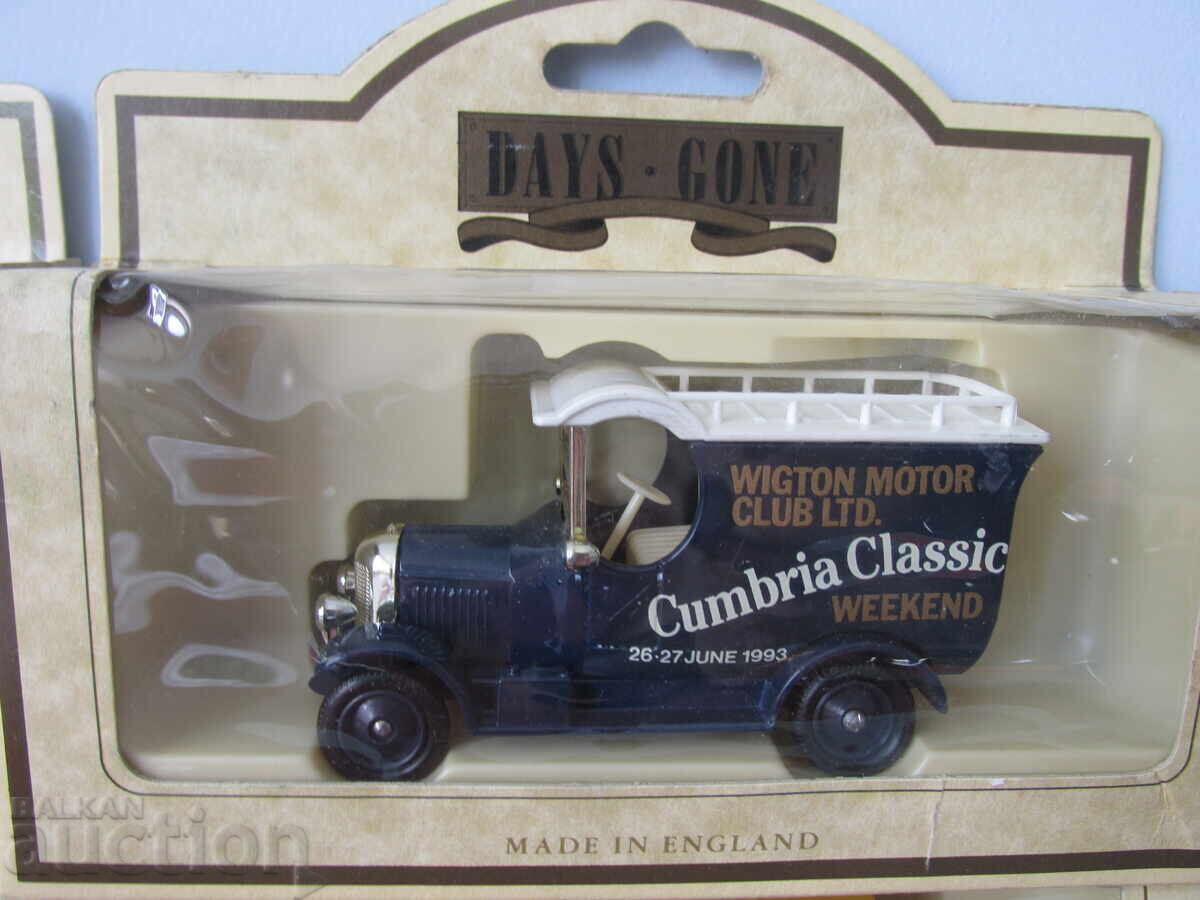 DAYS · GONE
WIGTON MOTOR
CLUB LTD.
Cumbria Classic
WEEKEND
26·27 JUNE 1993
MADE IN ENGLAND
BALKAN
auction